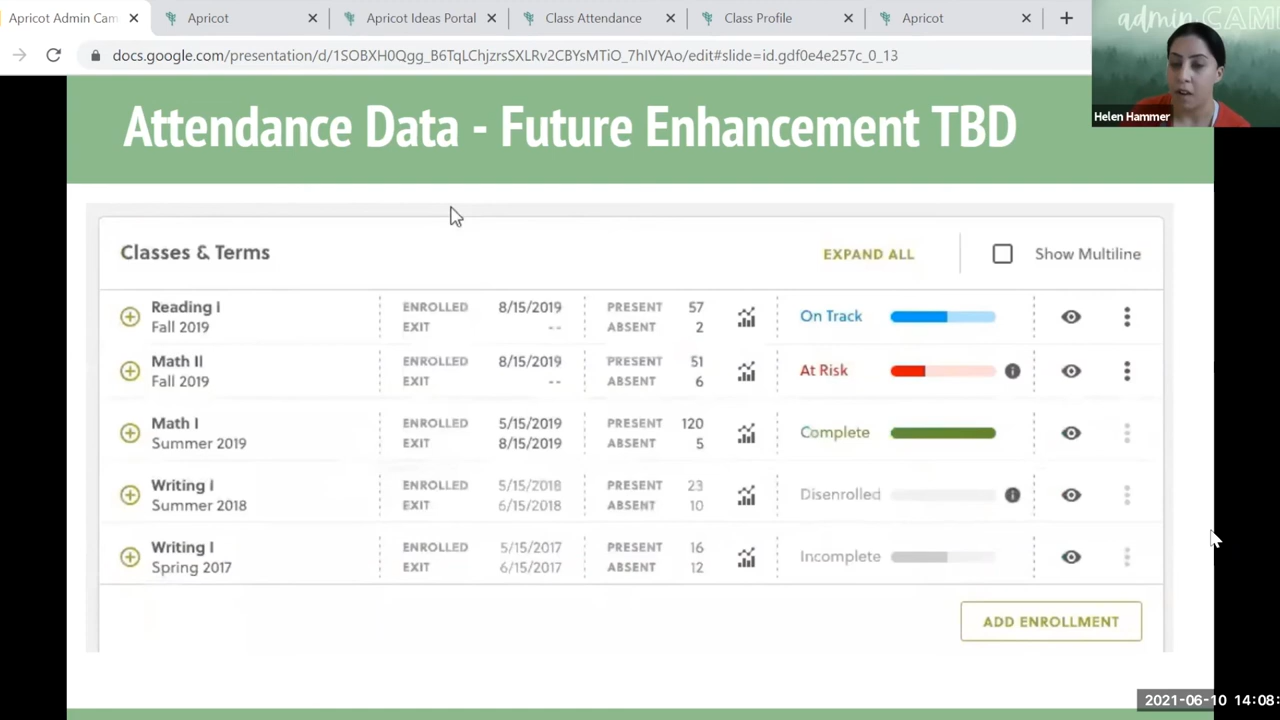 Apricot Admin Cam
Apricot
Apricot Ideas Portal
Class Attendance
Class Profile
Apricot
docs.google.com/presentation/d/1SOBXH0Qgg_B6TqLChjzrsSXLRv2CBYsMTiO_7hIVYAo/edit#slide=id.gdf0e4e257c_0_13
admin CAM
Helen Hammer
Attendance Data - Future Enhancement TBD
Classes & Terms
EXPAND ALL
Show Multiline
Reading I ENROLLED 8/15/2019 PRESENT 57 On Track
Fall 2019 EXIT -- ABSENT 2
Math II ENROLLED 8/15/2019 PRESENT 51 At Risk
Fall 2019 EXIT -- ABSENT 6
Math I ENROLLED 5/15/2019 PRESENT 120 Complete
Summer 2019 EXIT 8/15/2019 ABSENT 5
Writing I ENROLLED 5/15/2018 PRESENT 23 Disenrolled
Summer 2018 EXIT 6/15/2018 ABSENT 10
Writing I ENROLLED 5/15/2017 PRESENT 16 Incomplete
Spring 2017 EXIT 6/15/2017 ABSENT 12
ADD ENROLLMENT
2021-06-10 14:08: